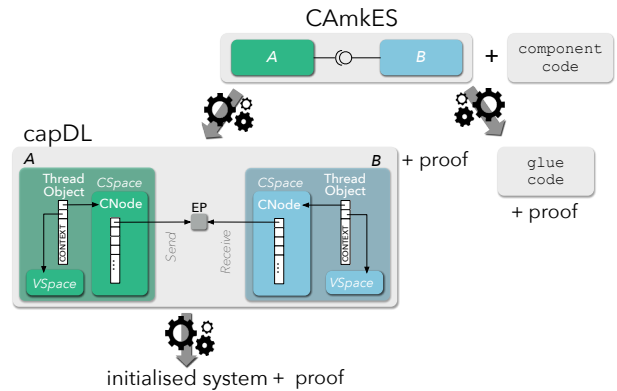 CAmkES
A
B
+
component
code
capDL
A
B
+ proof
Thread
Object
CSpace
CNode
CONTEXT
VSpace
EP
Send
Receive
CSpace
CNode
Thread
Object
CONTEXT
VSpace
glue
code
+ proof
initialised system + proof